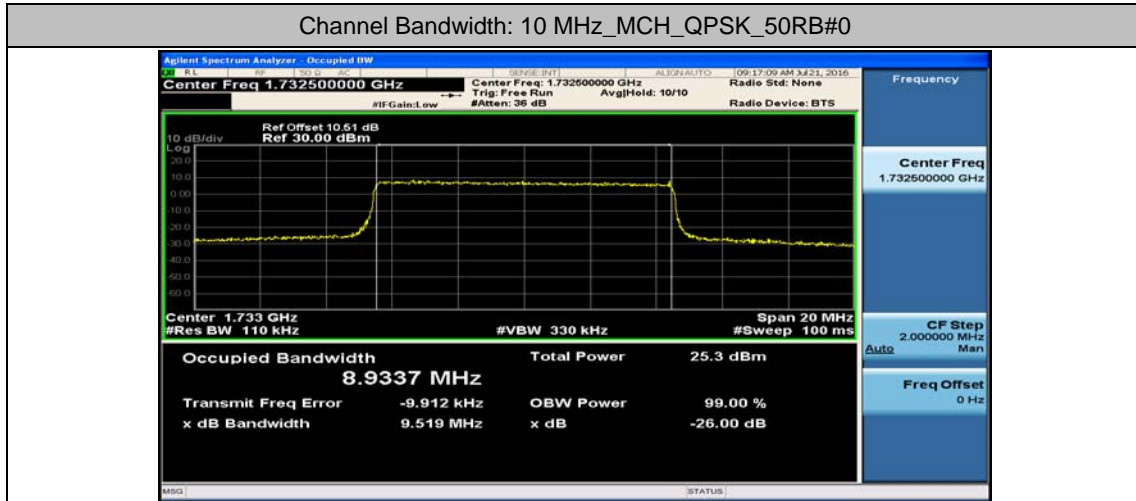 Channel Bandwidth: 10 MHz_MCH_QPSK_50RB#0
Agilent Spectrum Analyzer - Occupied BW
RL RF 50 Ω AC SENSE:INT ALIGN AUTO 09:17:09 AM Jul 21, 2016
Center Freq 1.732500000 GHz
Center Freq: 1.732500000 GHz
Radio Std: None
Trig: Free Run Avg|Hold: 10/10
#IFGain:Low #Atten: 36 dB Radio Device: BTS
Ref Offset 10.51 dB
10 dB/div Ref 30.00 dBm
Log
20.0
10.0
0.00
-10.0
-20.0
-30.0
-40.0
-50.0
-60.0
Center 1.733 GHz Span 20 MHz
#Res BW 110 kHz #VBW 330 kHz #Sweep 100 ms
Occupied Bandwidth Total Power 25.3 dBm
8.9337 MHz
Transmit Freq Error -9.912 kHz OBW Power 99.00 %
x dB Bandwidth 9.519 MHz x dB -26.00 dB
MSG STATUS
Frequency
Center Freq
1.732500000 GHz
CF Step
2.000000 MHz
Auto Man
Freq Offset
0 Hz